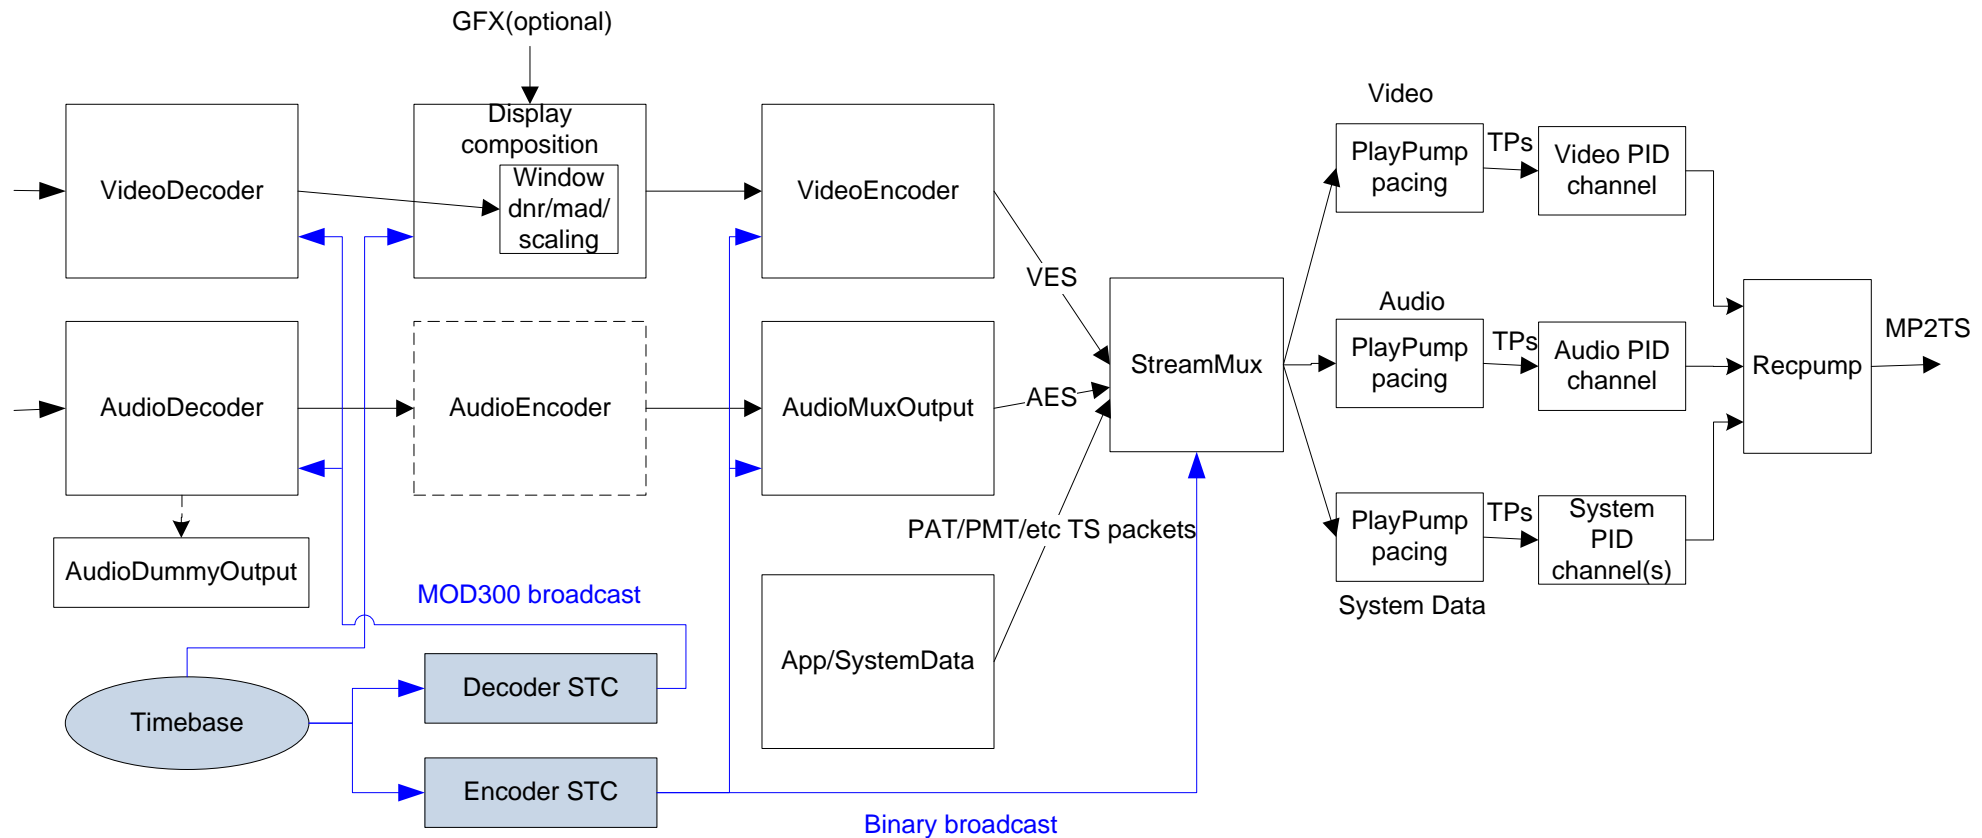 GFX(optional)
VideoDecoder
Display
composition
Window
dnr/mad/
scaling
VideoEncoder
VES
Video
PlayPump
pacing
TPs
Video PID
channel
AudioDecoder
AudioEncoder
AudioMuxOutput
AES
StreamMux
Audio
PlayPump
pacing
TPs
Audio PID
channel
Recpump
MP2TS
AudioDummyOutput
PAT/PMT/etc TS packets
PlayPump
pacing
TPs
System
PID
channel(s)
System Data
MOD300 broadcast
App/SystemData
Timebase
Decoder STC
Encoder STC
Binary broadcast